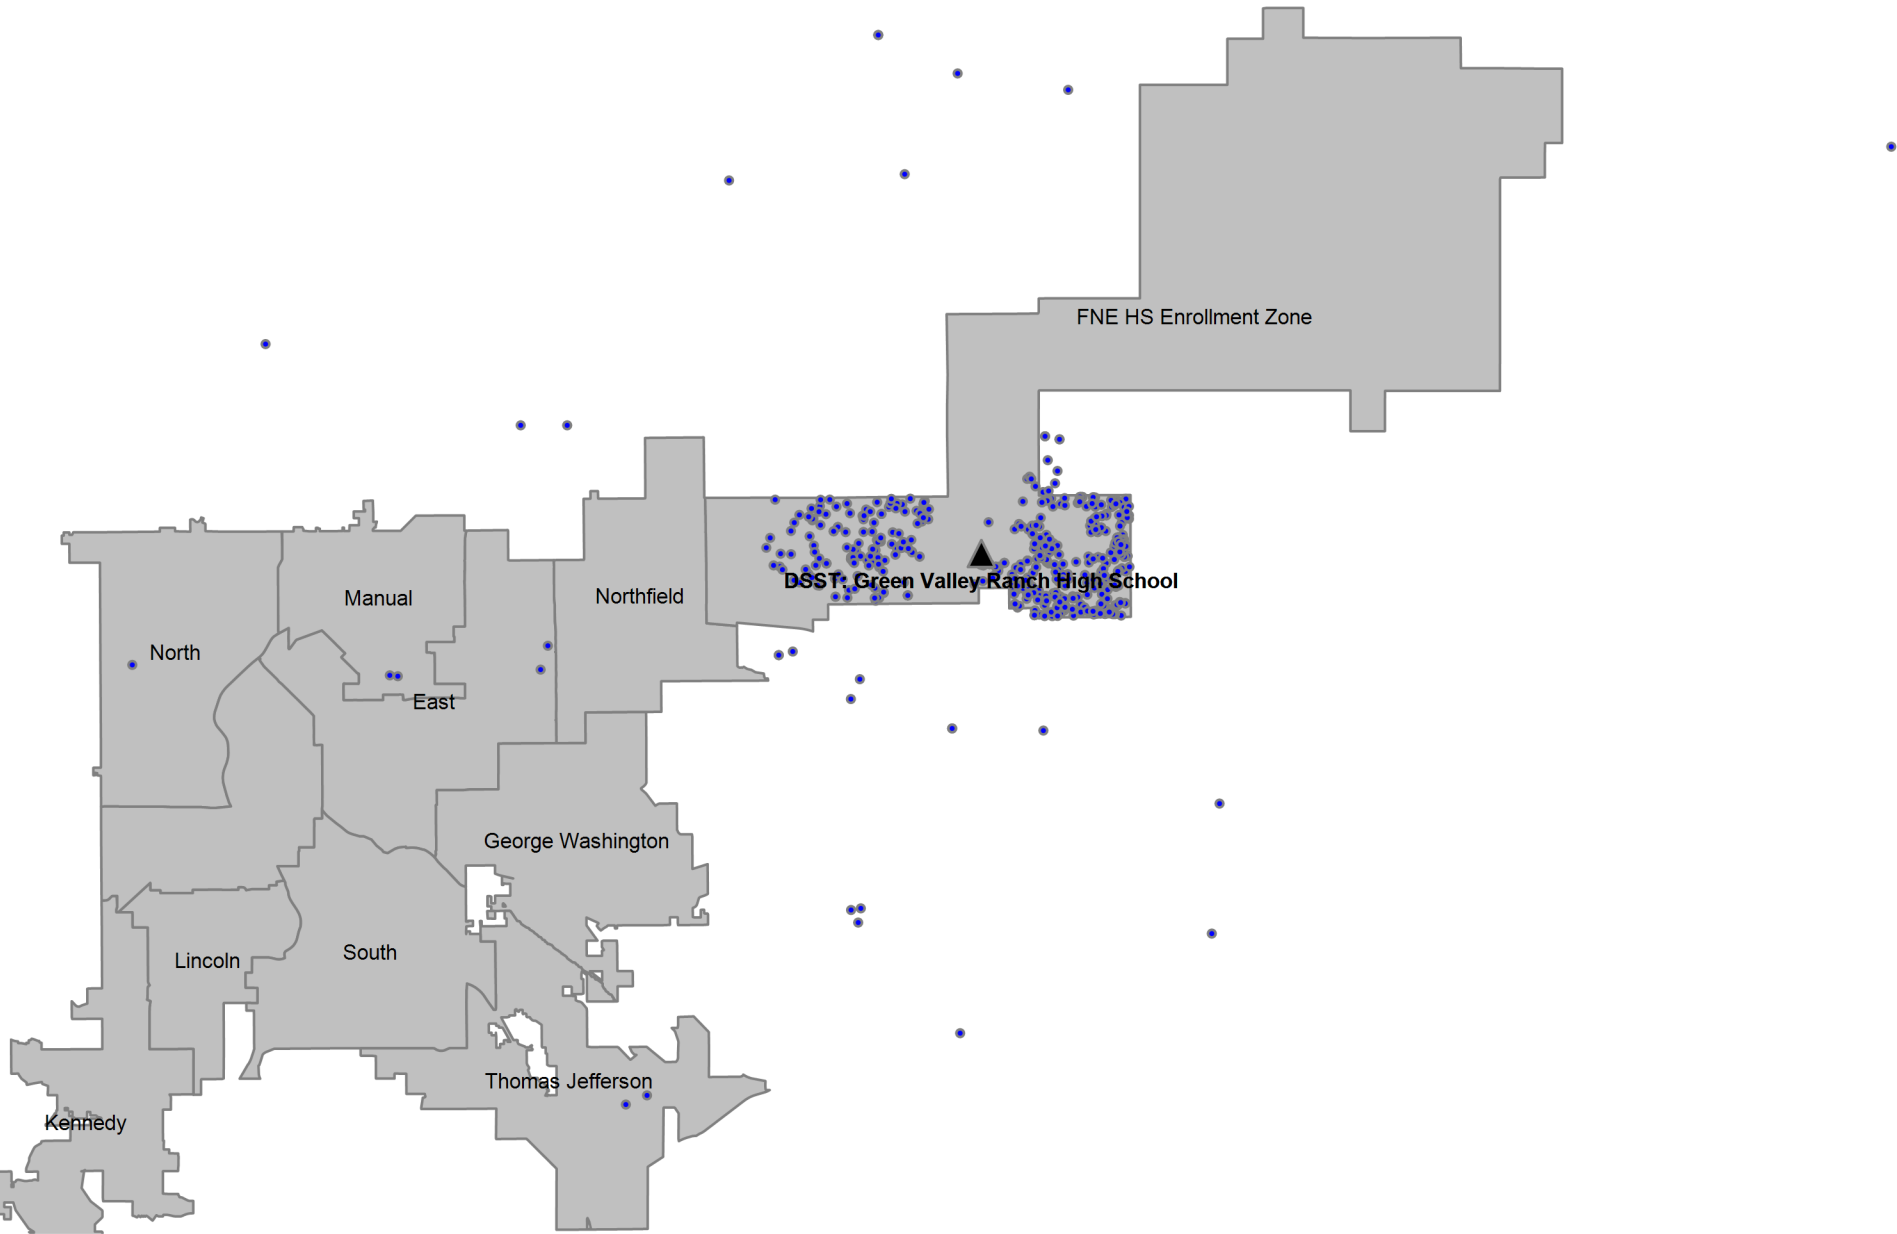 FNE HS Enrollment Zone
DSST: Green Valley Ranch High School
Northfield
Manual
North
East
George Washington
South
Lincoln
Thomas Jefferson
Kennedy